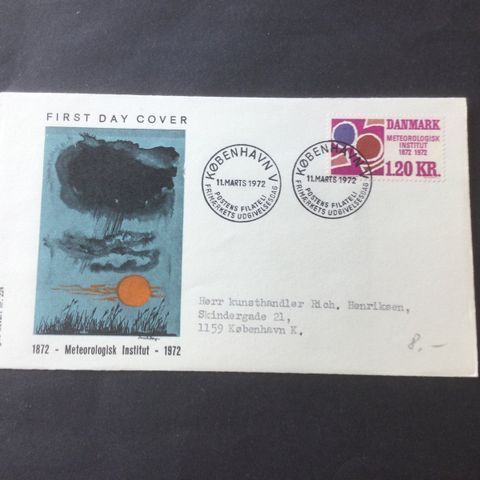 FIRST DAY COVER
KØBENHAVN V
11.MARTS 1972
POSTENS FILATELI
FRIMÆRKETS UDGIVELSESDAG
KØBENHAVN V
11.MARTS 1972
POSTENS FILATELI
FRIMÆRKETS UDGIVELSESDAG
DANMARK
METEOROLOGISK
INSTITUT
1872 1972
1.20 KR.
Herr kunsthandler Rich. Henriksen,
Skindergade 21,
1159 København K.
8.-
1872 - Meteorologisk Institut - 1972